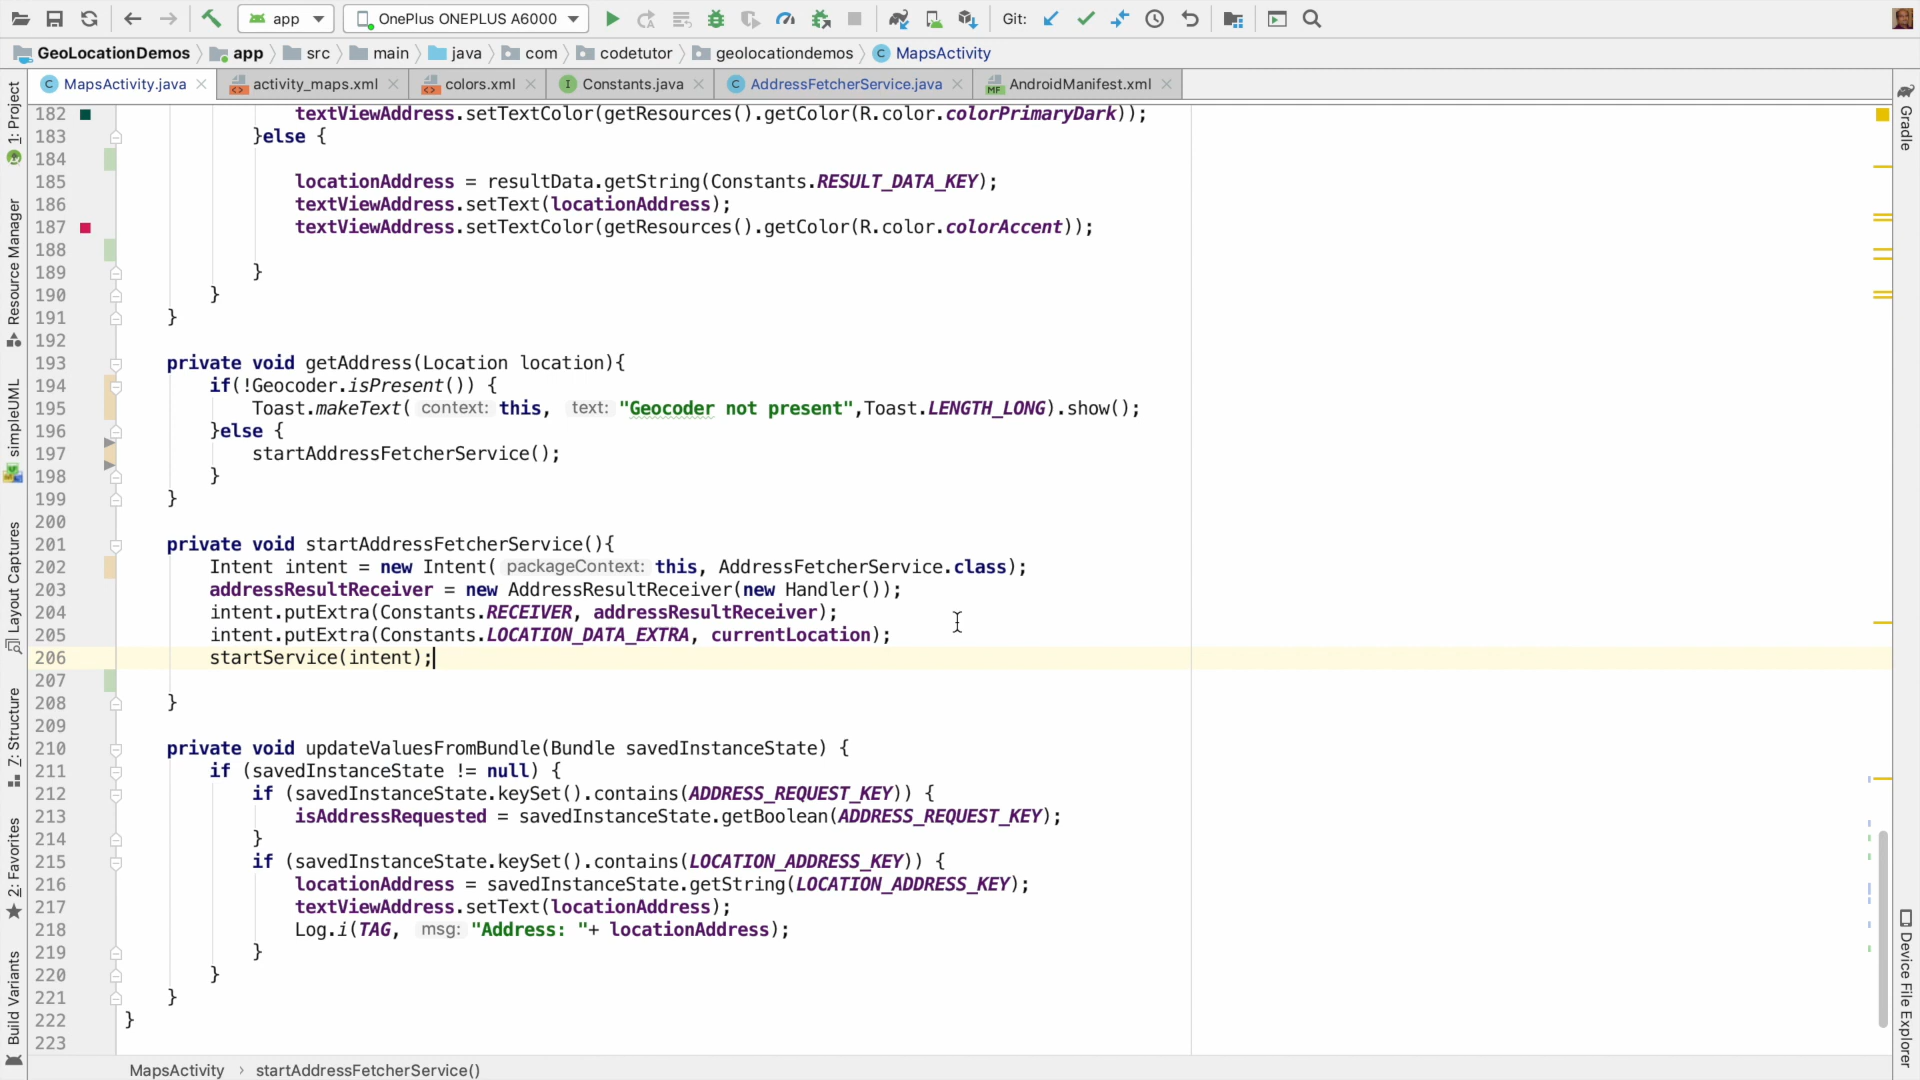 app
OnePlus ONEPLUS A6000
Git:
GeoLocationDemos app src main java com codetutor geolocationdemos MapsActivity
MapsActivity.java activity_maps.xml colors.xml Constants.java AddressFetcherService.java AndroidManifest.xml
1: Project
Resource Manager
simpleUML
Layout Captures
7: Structure
2: Favorites
Build Variants
182 textViewAddress.setTextColor(getResources().getColor(R.color.colorPrimaryDark));
183 }else {
184
185 locationAddress = resultData.getString(Constants.RESULT_DATA_KEY);
186 textViewAddress.setText(locationAddress);
187 textViewAddress.setTextColor(getResources().getColor(R.color.colorAccent));
188
189 }
190 }
191 }
192
193 private void getAddress(Location location){
194 if(!Geocoder.isPresent()) {
195 Toast.makeText( context: this, text: "Geocoder not present",Toast.LENGTH_LONG).show();
196 }else {
197 startAddressFetcherService();
198 }
199 }
200
201 private void startAddressFetcherService(){
202 Intent intent = new Intent( packageContext: this, AddressFetcherService.class);
203 addressResultReceiver = new AddressResultReceiver(new Handler());
204 intent.putExtra(Constants.RECEIVER, addressResultReceiver);
205 intent.putExtra(Constants.LOCATION_DATA_EXTRA, currentLocation);
206 startService(intent);
207
208 }
209
210 private void updateValuesFromBundle(Bundle savedInstanceState) {
211 if (savedInstanceState != null) {
212 if (savedInstanceState.keySet().contains(ADDRESS_REQUEST_KEY)) {
213 isAddressRequested = savedInstanceState.getBoolean(ADDRESS_REQUEST_KEY);
214 }
215 if (savedInstanceState.keySet().contains(LOCATION_ADDRESS_KEY)) {
216 locationAddress = savedInstanceState.getString(LOCATION_ADDRESS_KEY);
217 textViewAddress.setText(locationAddress);
218 Log.i(TAG, msg: "Address: "+ locationAddress);
219 }
220 }
221 }
222 }
223
Gradle
Device File Explorer
MapsActivity › startAddressFetcherService()